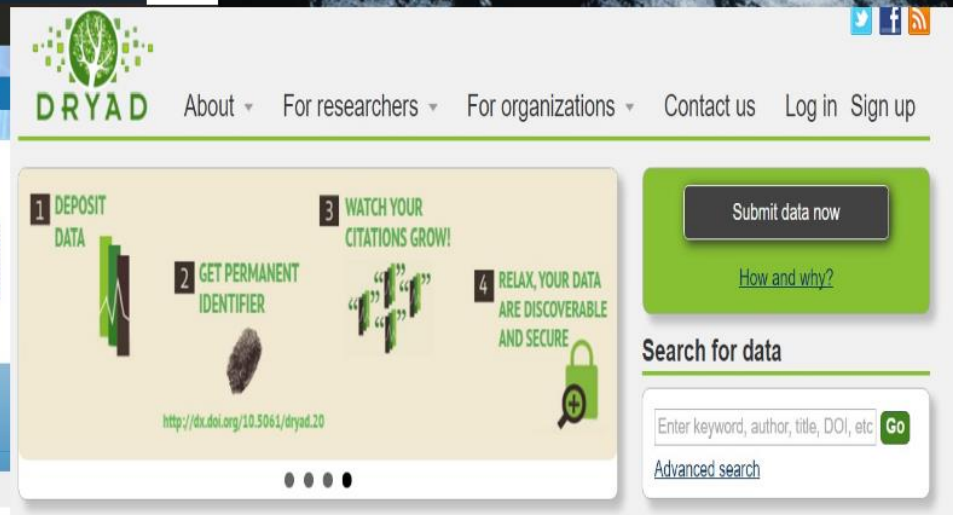 DRYAD
About
For researchers
For organizations
Contact us
Log in
Sign up
1 DEPOSIT
DATA
2 GET PERMANENT
IDENTIFIER
http://dx.doi.org/10.5061/dryad.20
3 WATCH YOUR
CITATIONS GROW!
4 RELAX, YOUR DATA
ARE DISCOVERABLE
AND SECURE
Submit data now
How and why?
Search for data
Enter keyword, author, title, DOI, etc
Go
Advanced search